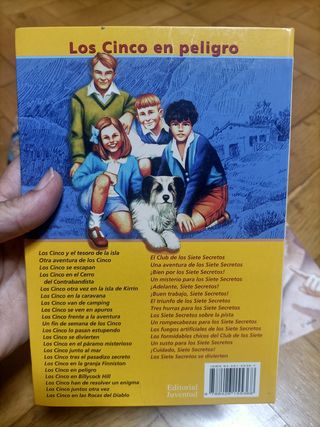 Los Cinco en peligro
Los Cinco y el tesoro de la isla
Otra aventura de los Cinco
Los Cinco se escapan
Los Cinco en el Cerro
del Contrabandista
Los Cinco otra vez en la isla de Kirrin
Los Cinco en la caravana
Los Cinco van de camping
Los Cinco se ven en apuros
Los Cinco frente a la aventura
Un fin de semana de los Cinco
Los Cinco lo pasan estupendo
Los Cinco se divierten
Los Cinco en el páramo misterioso
Los Cinco junto al mar
Los Cinco tras el pasadizo secreto
Los Cinco en la granja Finniston
Los Cinco en peligro
Los Cinco en Billycock Hill
Los Cinco han de resolver un enigma
Los Cinco juntos otra vez
Los Cinco en las Rocas del Diablo
El Club de los Siete Secretos
Una aventura de los Siete Secretos
¡Bien por los Siete Secretos!
Un misterio para los Siete Secretos
¡Adelante, Siete Secretos!
¡Buen trabajo, Siete Secretos!
El triunfo de los Siete Secretos
Tres hurras para los Siete Secretos
Los Siete Secretos sobre la pista
Un rompecabezas para los Siete Secretos
Los fuegos artificiales de los Siete Secretos
Los formidables chicos del Club de los Siete
Un susto para los Siete Secretos
¡Cuidado, Siete Secretos!
Los Siete Secretos se divierten
Editorial
Juventud